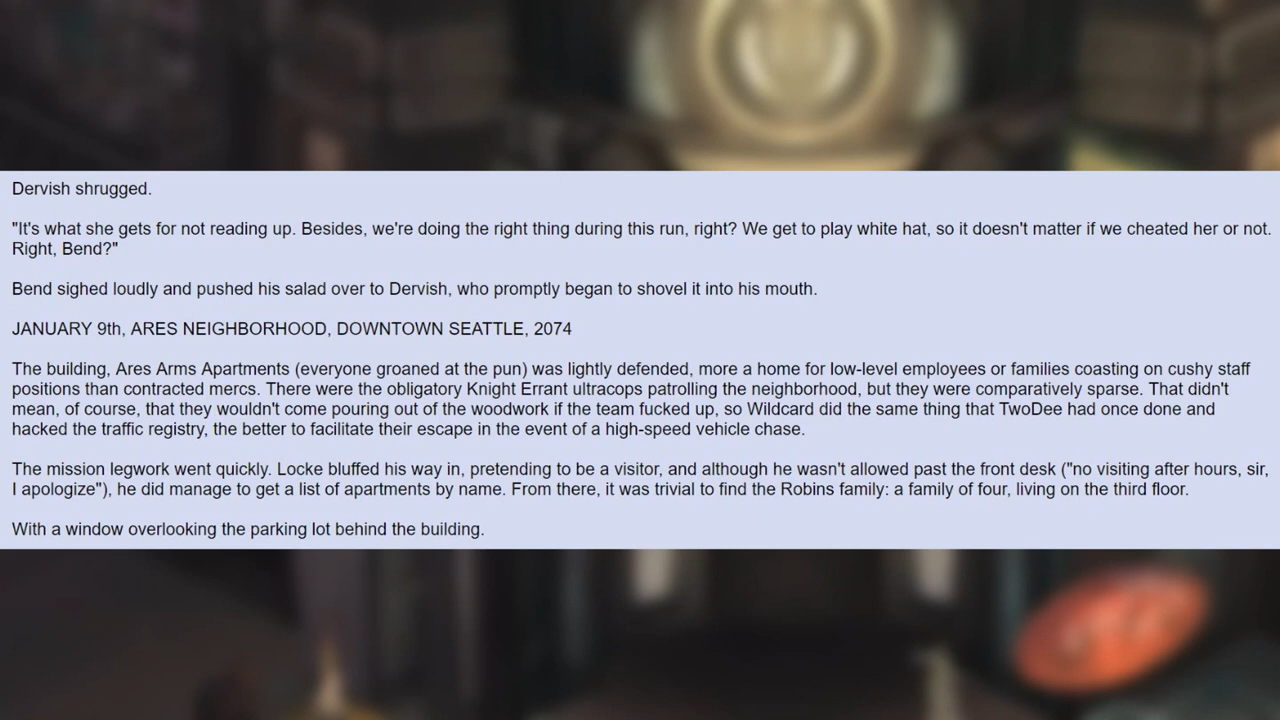 Dervish shrugged.
"It's what she gets for not reading up. Besides, we're doing the right thing during this run, right? We get to play white hat, so it doesn't matter if we cheated her or not.
Right, Bend?"
Bend sighed loudly and pushed his salad over to Dervish, who promptly began to shovel it into his mouth.
JANUARY 9th, ARES NEIGHBORHOOD, DOWNTOWN SEATTLE, 2074
The building, Ares Arms Apartments (everyone groaned at the pun) was lightly defended, more a home for low-level employees or families coasting on cushy staff
positions than contracted mercs. There were the obligatory Knight Errant ultracops patrolling the neighborhood, but they were comparatively sparse. That didn't
mean, of course, that they wouldn't come pouring out of the woodwork if the team fucked up, so Wildcard did the same thing that TwoDee had once done and
hacked the traffic registry, the better to facilitate their escape in the event of a high-speed vehicle chase.
The mission legwork went quickly. Locke bluffed his way in, pretending to be a visitor, and although he wasn't allowed past the front desk ("no visiting after hours, sir,
I apologize"), he did manage to get a list of apartments by name. From there, it was trivial to find the Robins family: a family of four, living on the third floor.
With a window overlooking the parking lot behind the building.